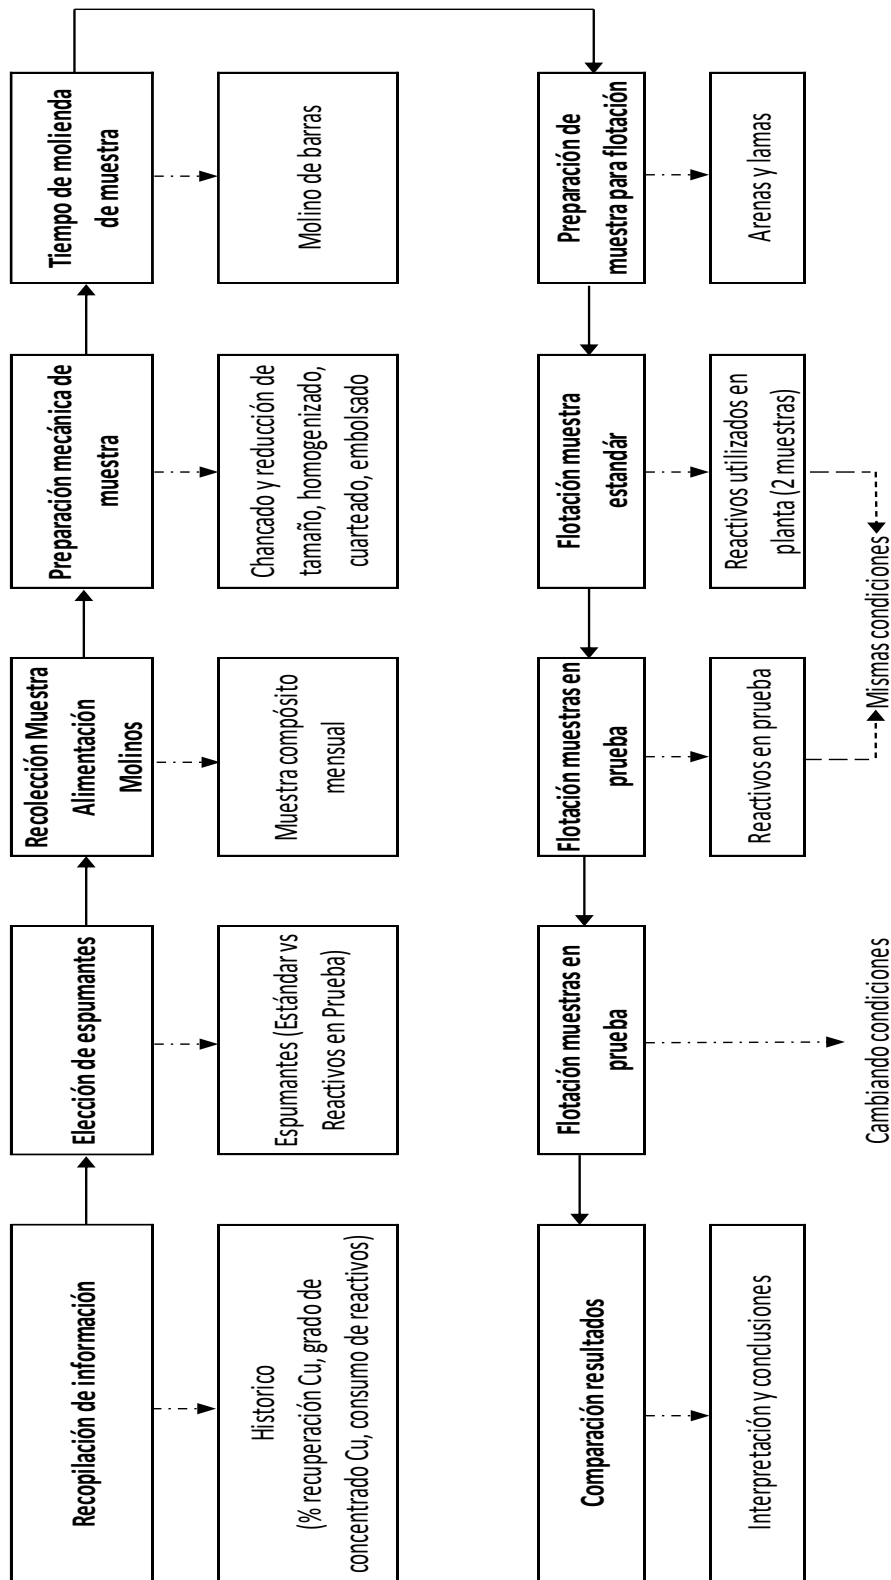 Recopilación de información
Historico
(% recuperación Cu, grado de
concentrado Cu, consumo de reactivos)
Elección de espumantes
Espumantes (Estándar vs
Reactivos en Prueba)
Recolección Muestra
Alimentación
Molinos
Muestra compósito
mensual
Preparación mecánica de
muestra
Chancado y reducción de
tamaño, homogenizado,
cuarteado, embolsado
Tiempo de molienda
de muestra
Molino de barras
Preparación de
muestra para flotación
Arenas y lamas
Flotación muestra
estandár
Reactivos utilizados en
planta (2 muestras)
Flotación muestras en
prueba
Reactivos en prueba
Mismas condiciones
Flotación muestras en
prueba
Cambiando condiciones
Comparación resultados
Interpretación y conclusiones